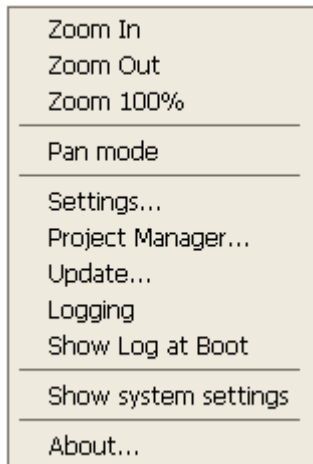 Zoom In
Zoom Out
Zoom 100%
Pan mode
Settings...
Project Manager...
Update...
Logging
Show Log at Boot
Show system settings
About...